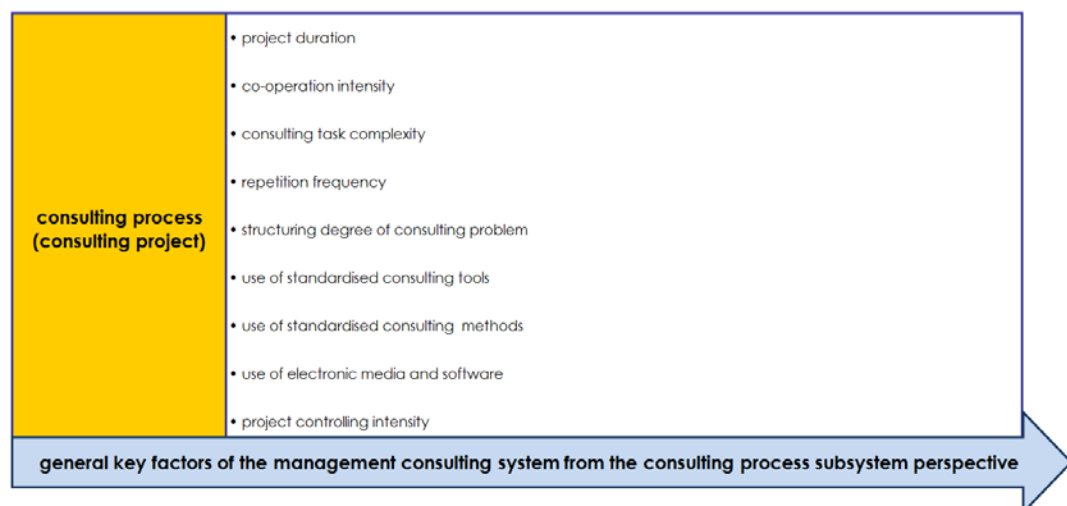 • project duration
• co-operation intensity
• consulting task complexity
• repetition frequency
consulting process
(consulting project)
• structuring degree of consulting problem
• use of standardised consulting tools
• use of standardised consulting methods
• use of electronic media and software
• project controlling intensity
general key factors of the management consulting system from the consulting process subsystem perspective